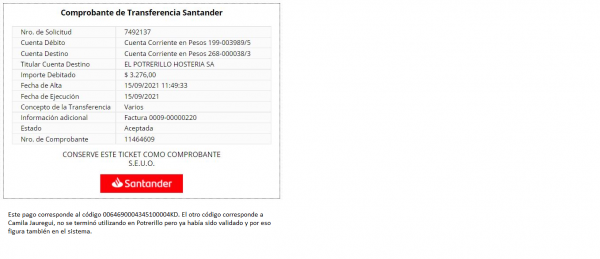 Comprobante de Transferencia Santander
Nro. de Solicitud 7492137
Cuenta Débito Cuenta Corriente en Pesos 199-003989/5
Cuenta Destino Cuenta Corriente en Pesos 268-000038/3
Titular Cuenta Destino EL POTRERILLO HOSTERIA SA
Importe Debitado $ 3.276,00
Fecha de Alta 15/09/2021 11:49:33
Fecha de Ejecución 15/09/2021
Concepto de la Transferencia Varios
Información adicional Factura 0009-00000220
Estado Aceptada
Nro. de Comprobante 11464609
CONSERVE ESTE TICKET COMO COMPROBANTE
S.E.U.O.
Santander
Este pago corresponde al código 0064690004345100004KD. El otro código corresponde a
Camila Jauregui, no se terminó utilizando en Potrerillo pero ya había sido validado y por eso
figura también en el sistema.